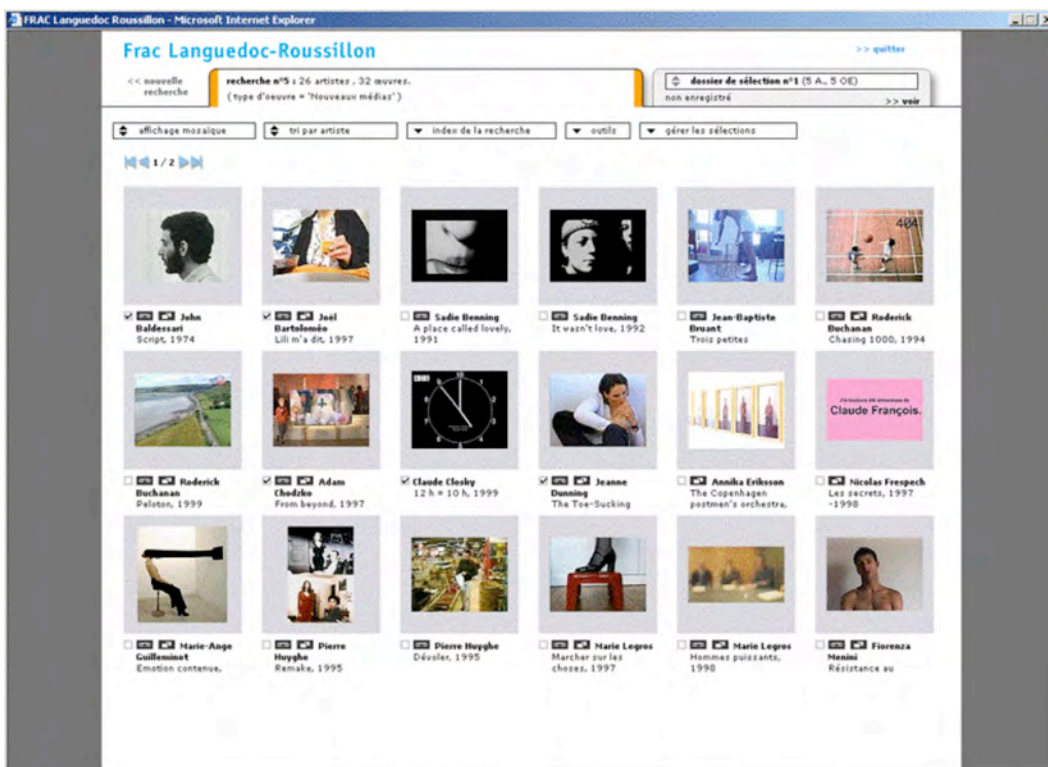 FRAC Languedoc Roussillon - Microsoft Internet Explorer
Frac Languedoc-Roussillon
>> quitter
<< nouvelle
recherche
recherche n°5 : 26 artistes , 32 œuvres.
(type d'oeuvre = 'Nouveaux médias')
dossier de sélection n°1 (5 A., 5 OE)
non enregistré
>> voir
affichage mosaïque
tri par artiste
index de la recherche
outils
gérer les sélections
1 / 2
404
John
Baldessari
Script, 1974
Joël
Bartoloméo
Lili m'a dit, 1997
Sadie Benning
A place called lovely,
1991
Sadie Benning
It wasn't love, 1992
Jean-Baptiste
Bruant
Trois petites
Roderick
Buchanan
Chasing 1000, 1994
Claude François.
Roderick
Buchanan
Peloton, 1999
Adam
Chodzko
From beyond, 1997
Claude Closky
12 h = 10 h, 1999
Jeanne
Dunning
The Toe-Sucking
Annika Eriksson
The Copenhagen
postmen's orchestra,
Nicolas Frespech
Les secrets, 1997
-1998
Marie-Ange
Guilleminot
Emotion contenue,
Pierre
Huyghe
Remake, 1995
Pierre Huyghe
Dévoler, 1995
Marie Legros
Marcher sur les
choses, 1997
Marie Legros
Hommes puissants,
1998
Fiorenza
Menini
Résistance au